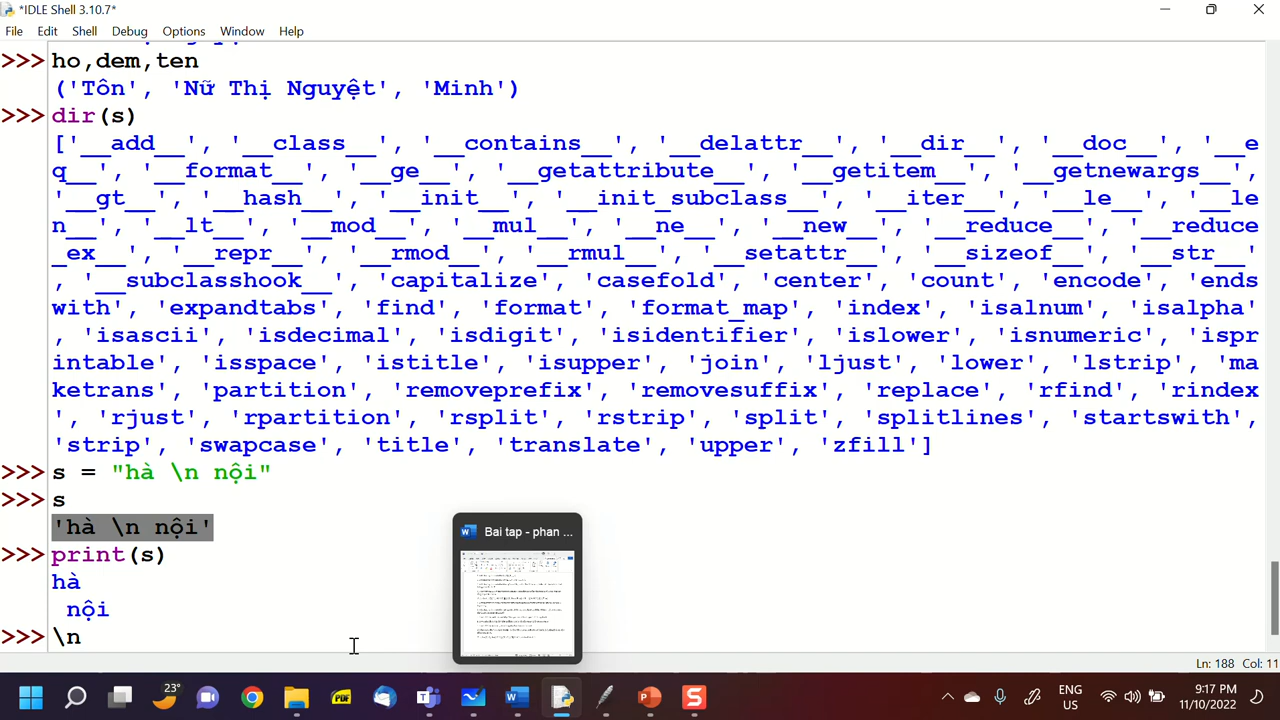 *IDLE Shell 3.10.7*
File Edit Shell Debug Options Window Help
>>> ho,dem,ten
('Tôn', 'Nữ Thị Nguyệt', 'Minh')
>>> dir(s)
['__add__', '__class__', '__contains__', '__delattr__', '__dir__', '__doc__', '__e
q__', '__format__', '__ge__', '__getattribute__', '__getitem__', '__getnewargs__',
'__gt__', '__hash__', '__init__', '__init_subclass__', '__iter__', '__le__', '__le
n__', '__lt__', '__mod__', '__mul__', '__ne__', '__new__', '__reduce__', '__reduce
_ex__', '__repr__', '__rmod__', '__rmul__', '__setattr__', '__sizeof__', '__str__'
, '__subclasshook__', 'capitalize', 'casefold', 'center', 'count', 'encode', 'ends
with', 'expandtabs', 'find', 'format', 'format_map', 'index', 'isalnum', 'isalpha'
, 'isascii', 'isdecimal', 'isdigit', 'isidentifier', 'islower', 'isnumeric', 'ispr
intable', 'isspace', 'istitle', 'isupper', 'join', 'ljust', 'lower', 'lstrip', 'ma
ketrans', 'partition', 'removeprefix', 'removesuffix', 'replace', 'rfind', 'rindex
', 'rjust', 'rpartition', 'rsplit', 'rstrip', 'split', 'splitlines', 'startswith',
'strip', 'swapcase', 'title', 'translate', 'upper', 'zfill']
>>> s = "hà \n nội"
>>> s
'hà \n nội'
>>> print(s)
hà
nội
>>> \n
Bai tap - phan ...
Ln: 188 Col: 11
23°
PDF
ENG
US
9:17 PM
11/10/2022